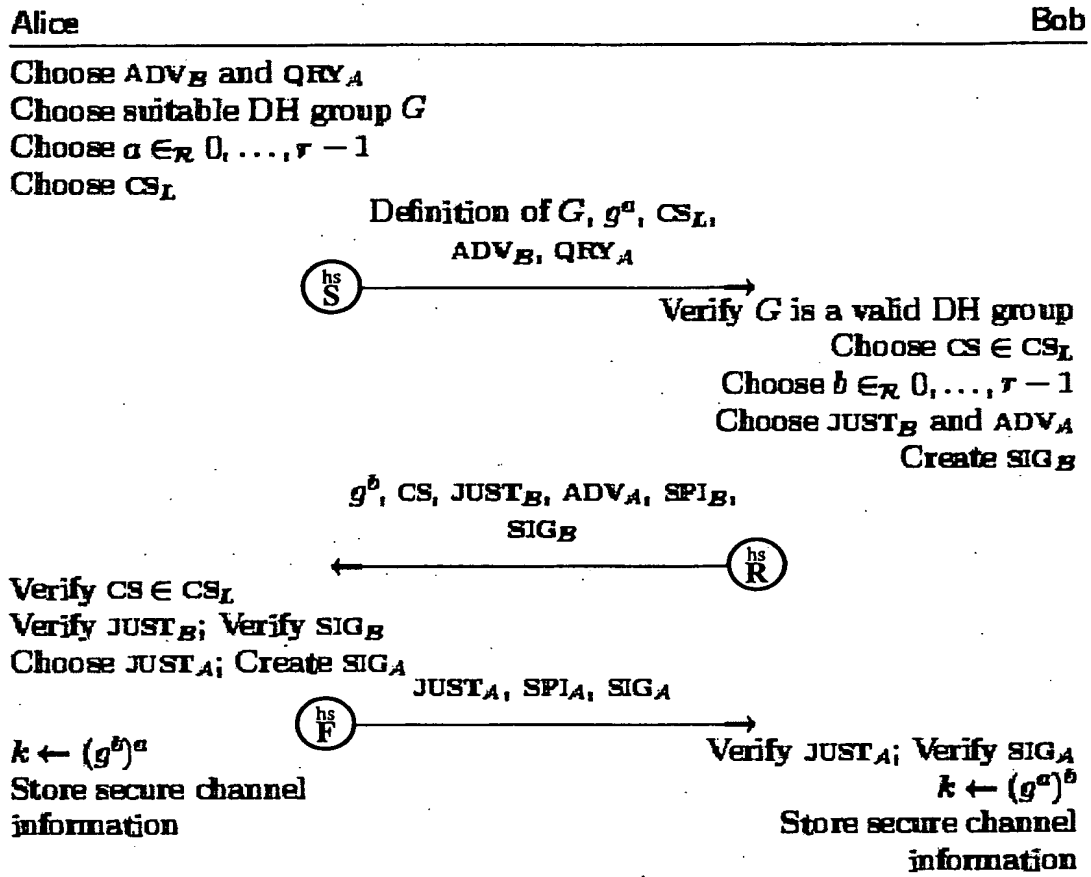 Alice Bob
Choose ADV_B and QRY_A
Choose suitable DH group G
Choose a ∈_R 0, ..., r − 1
Choose CS_L
Definition of G, g^a, CS_L,
ADV_B, QRY_A
hs
S
Verify G is a valid DH group
Choose CS ∈ CS_L
Choose b ∈_R 0, ..., r − 1
Choose JUST_B and ADV_A
Create SIG_B
g^b, CS, JUST_B, ADV_A, SPI_B,
SIG_B
hs
R
Verify CS ∈ CS_L
Verify JUST_B; Verify SIG_B
Choose JUST_A; Create SIG_A
JUST_A, SPI_A, SIG_A
hs
F
k ← (g^b)^a
Store secure channel
information
Verify JUST_A; Verify SIG_A
k ← (g^a)^b
Store secure channel
information